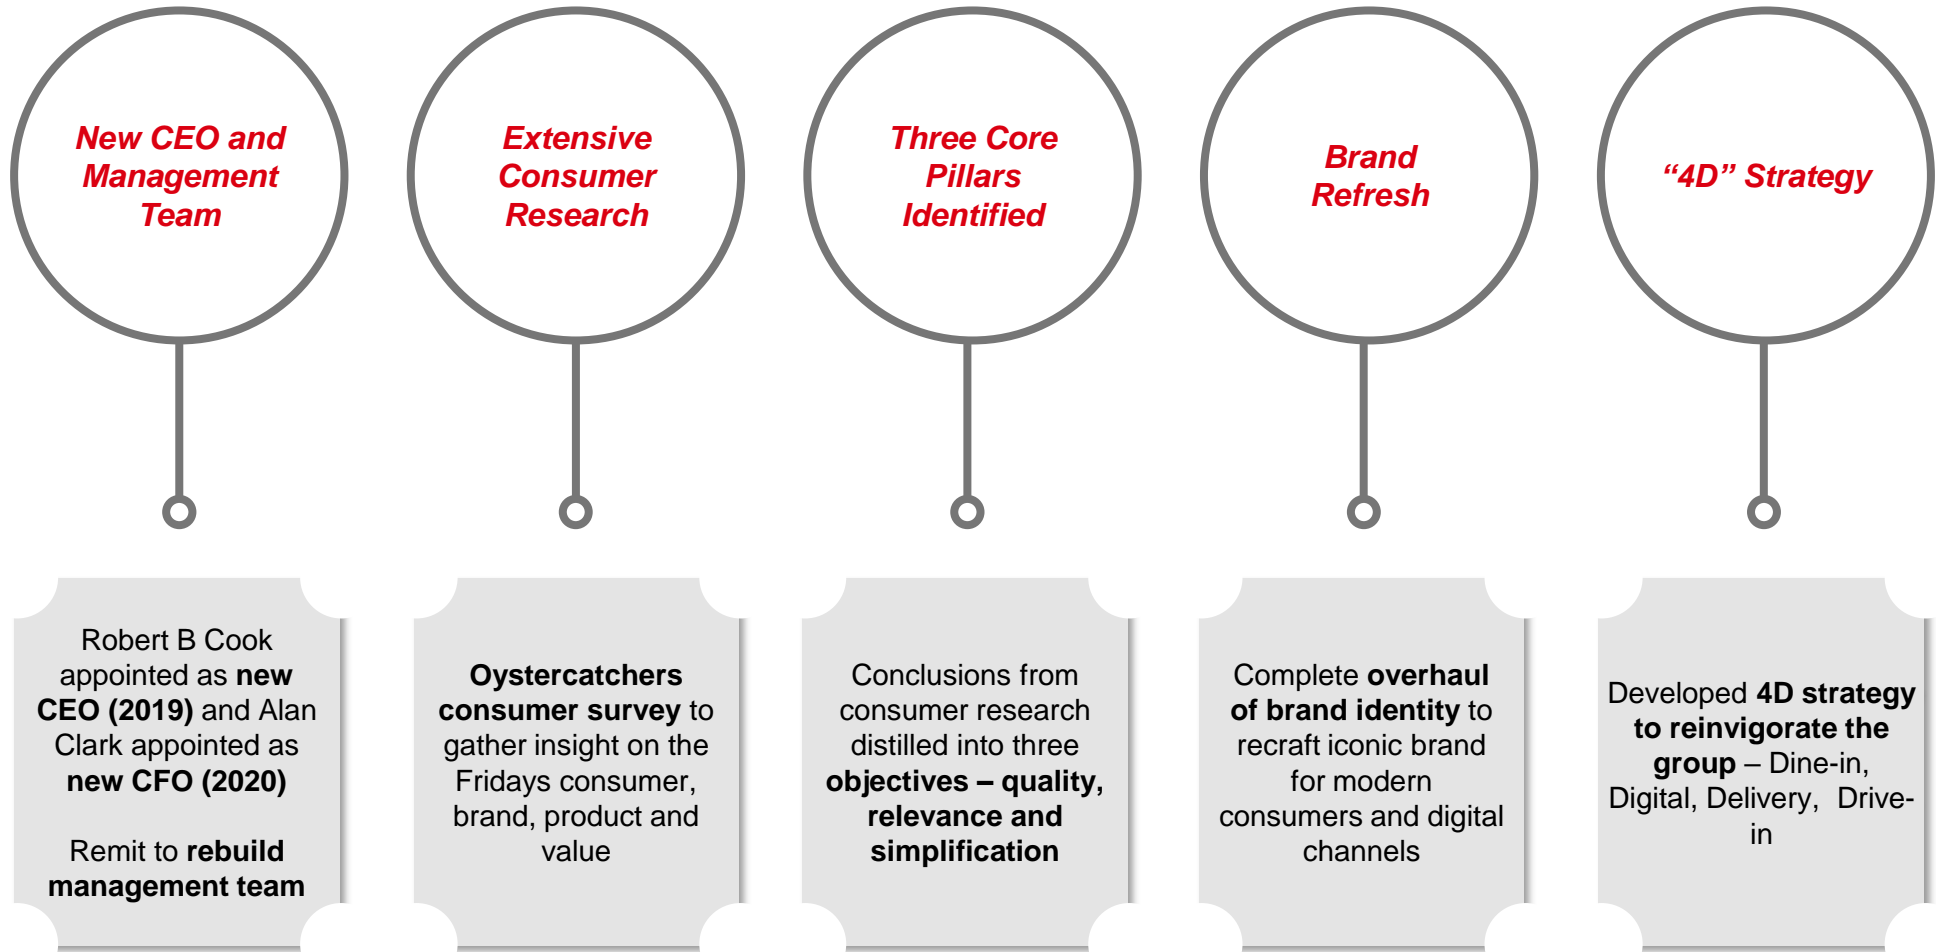 New CEO and
Management
Team
Extensive
Consumer
Research
Three Core
Pillars
Identified
Brand
Refresh
“4D” Strategy
Robert B Cook
appointed as new
CEO (2019) and Alan
Clark appointed as
new CFO (2020)
Remit to rebuild
management team
Oystercatchers
consumer survey to
gather insight on the
Fridays consumer,
brand, product and
value
Conclusions from
consumer research
distilled into three
objectives – quality,
relevance and
simplification
Complete overhaul
of brand identity to
recraft iconic brand
for modern
consumers and digital
channels
Developed 4D strategy
to reinvigorate the
group – Dine-in,
Digital, Delivery,  Drive-
in